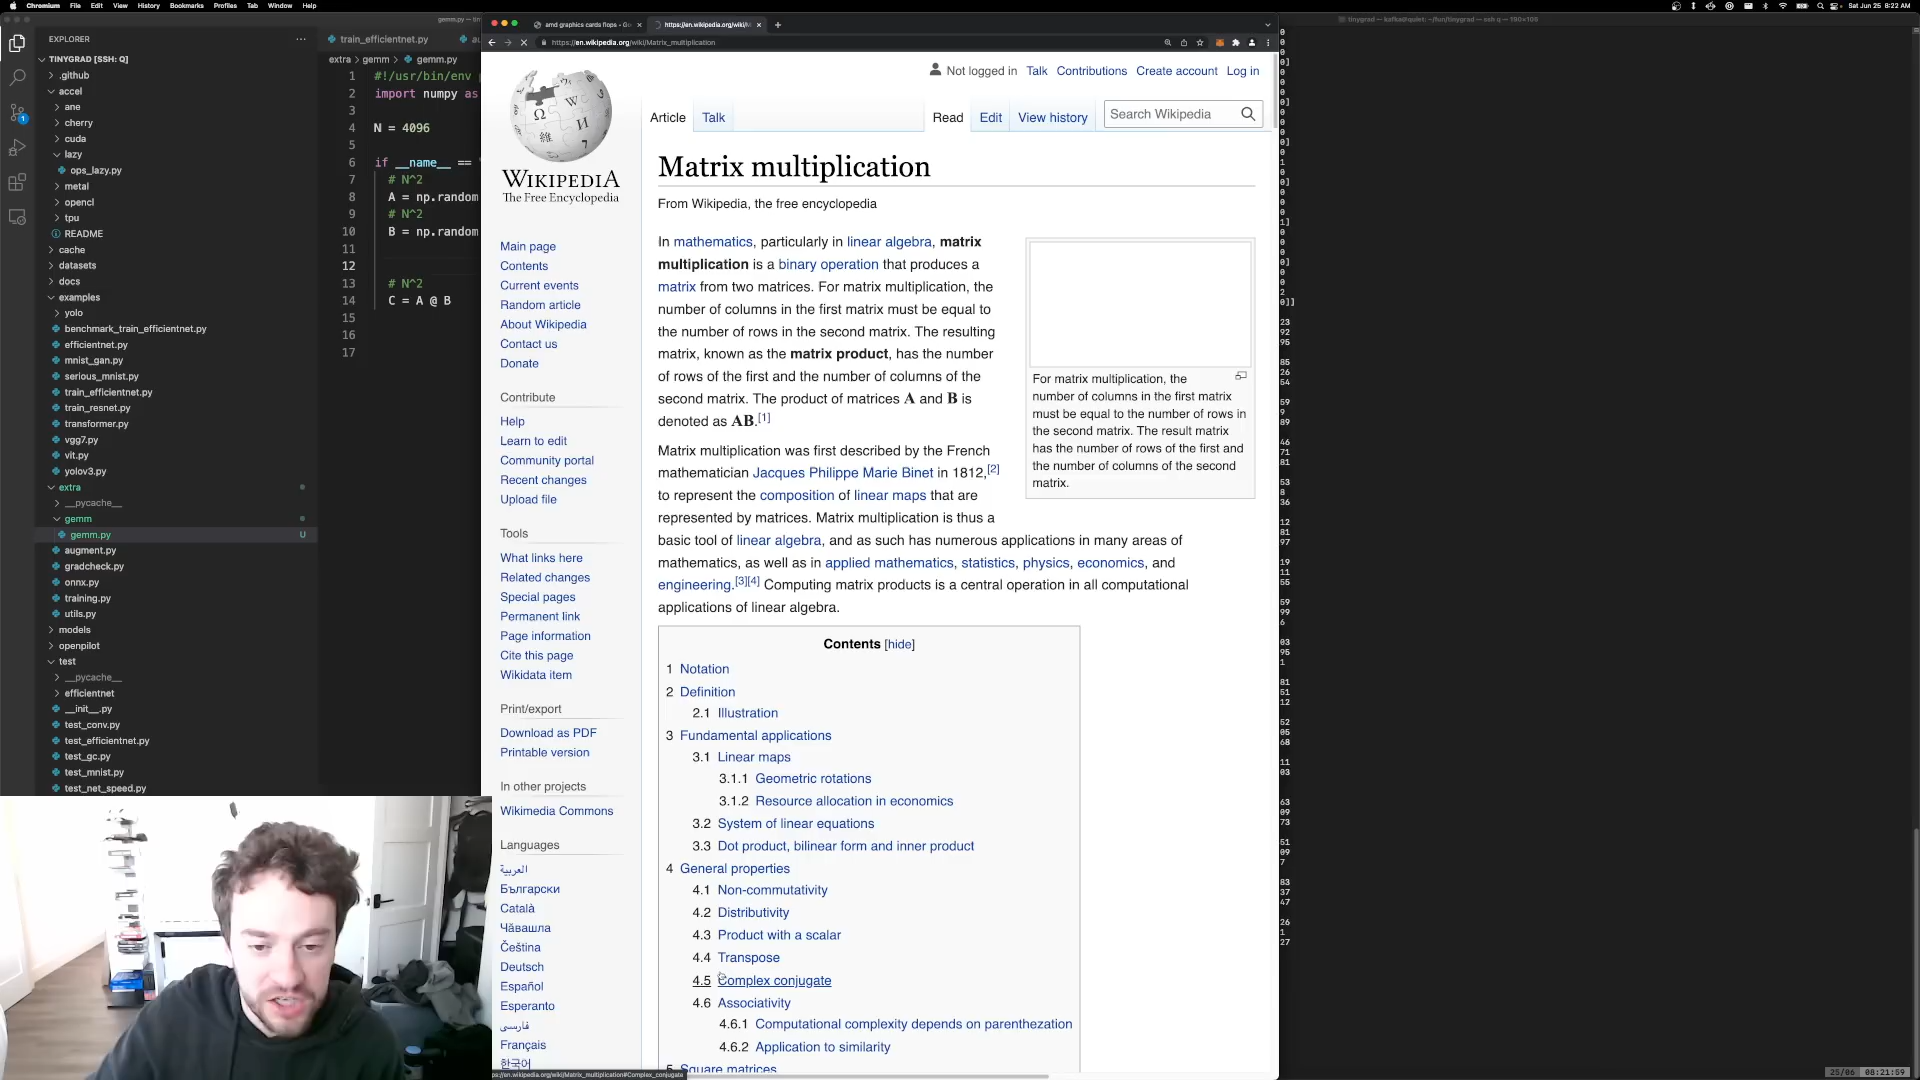 Chromium File Edit View History Bookmarks Profiles Tab Window Help
Sat Jun 25 8:22 AM
EXPLORER
TINYGRAD [SSH: Q]
.github
accel
ane
cherry
cuda
lazy
ops_lazy.py
metal
opencl
tpu
README
cache
datasets
docs
examples
yolo
benchmark_train_efficientnet.py
efficientnet.py
mnist_gan.py
serious_mnist.py
train_efficientnet.py
train_resnet.py
transformer.py
vgg7.py
vit.py
yolov3.py
extra
__pycache__
gemm
gemm.py U
augment.py
gradcheck.py
onnx.py
training.py
utils.py
models
openpilot
test
__pycache__
efficientnet
__init__.py
test_conv.py
test_efficientnet.py
test_gc.py
test_mnist.py
test_net_speed.py
train_efficientnet.py
extra > gemm > gemm.py
1 #!/usr/bin/env
2 import numpy as
3
4 N = 4096
5
6 if __name__ ==
7 # N^2
8 A = np.random
9 # N^2
10 B = np.random
11
12
13 # N^2
14 C = A @ B
15
16
17
amd graphics cards flops - Go
https://en.wikipedia.org/wiki/M
https://en.wikipedia.org/wiki/Matrix_multiplication
WIKIPEDIA
The Free Encyclopedia
Main page
Contents
Current events
Random article
About Wikipedia
Contact us
Donate
Contribute
Help
Learn to edit
Community portal
Recent changes
Upload file
Tools
What links here
Related changes
Special pages
Permanent link
Page information
Cite this page
Wikidata item
Print/export
Download as PDF
Printable version
In other projects
Wikimedia Commons
Languages
العربية
Български
Català
Чӑвашла
Čeština
Deutsch
Español
Esperanto
فارسی
Français
한국어
Not logged in Talk Contributions Create account Log in
Article Talk Read Edit View history Search Wikipedia
Matrix multiplication
From Wikipedia, the free encyclopedia
In mathematics, particularly in linear algebra, matrix
multiplication is a binary operation that produces a
matrix from two matrices. For matrix multiplication, the
number of columns in the first matrix must be equal to
the number of rows in the second matrix. The resulting
matrix, known as the matrix product, has the number
of rows of the first and the number of columns of the
second matrix. The product of matrices A and B is
denoted as AB.[1]
For matrix multiplication, the
number of columns in the first matrix
must be equal to the number of rows in
the second matrix. The result matrix
has the number of rows of the first and
the number of columns of the second
matrix.
Matrix multiplication was first described by the French
mathematician Jacques Philippe Marie Binet in 1812,[2]
to represent the composition of linear maps that are
represented by matrices. Matrix multiplication is thus a
basic tool of linear algebra, and as such has numerous applications in many areas of
mathematics, as well as in applied mathematics, statistics, physics, economics, and
engineering.[3][4] Computing matrix products is a central operation in all computational
applications of linear algebra.
Contents [hide]
1 Notation
2 Definition
2.1 Illustration
3 Fundamental applications
3.1 Linear maps
3.1.1 Geometric rotations
3.1.2 Resource allocation in economics
3.2 System of linear equations
3.3 Dot product, bilinear form and inner product
4 General properties
4.1 Non-commutativity
4.2 Distributivity
4.3 Product with a scalar
4.4 Transpose
4.5 Complex conjugate
4.6 Associativity
4.6.1 Computational complexity depends on parenthezation
4.6.2 Application to similarity
5 Square matrices
25/06 08:21:59